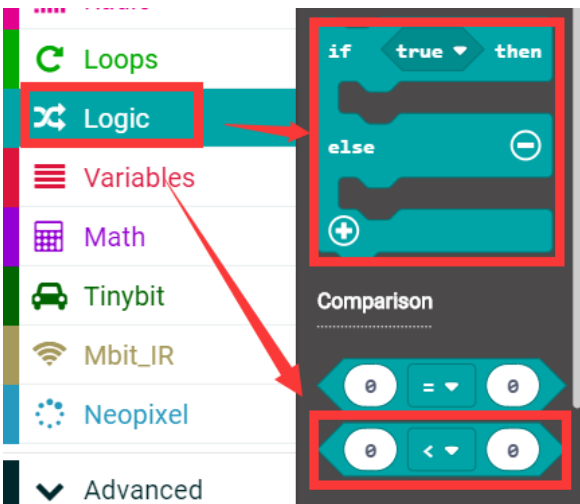 Loops
Logic
Variables
Math
Tinybit
Mbit_IR
Neopixel
Advanced
if true then
else
Comparison
0 = 0
0 < 0